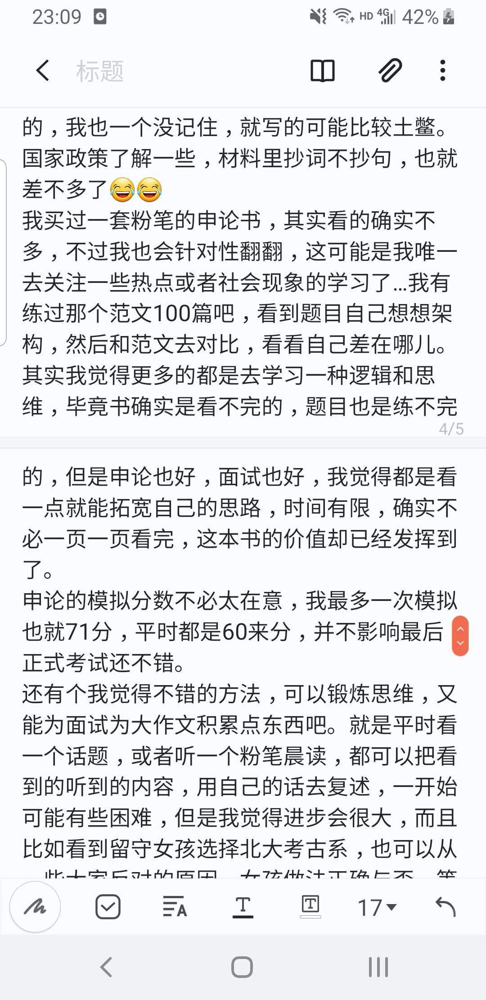 23:09
HD 4G 42%
标题
的，我也一个没记住，就写的可能比较土鳖。
国家政策了解一些，材料里抄词不抄句，也就
差不多了😂😂
我买过一套粉笔的申论书，其实看的确实不
多，不过我也会针对性翻翻，这可能是我唯一
去关注一些热点或者社会现象的学习了...我有
练过那个范文100篇吧，看到题目自己想想架
构，然后和范文去对比，看看自己差在哪儿。
其实我觉得更多的都是去学习一种逻辑和思
维，毕竟书确实是看不完的，题目也是练不完
4/5
的，但是申论也好，面试也好，我觉得都是看
一点就能拓宽自己的思路，时间有限，确实不
必一页一页看完，这本书的价值却已经发挥到
了。
申论的模拟分数不必太在意，我最多一次模拟
也就71分，平时都是60来分，并不影响最后
正式考试还不错。
还有个我觉得不错的方法，可以锻炼思维，又
能为面试为大作文积累点东西吧。就是平时看
一个话题，或者听一个粉笔晨读，都可以把看
到的听到的内容，用自己的话去复述，一开始
可能有些困难，但是我觉得进步会很大，而且
比如看到留守女孩选择北大考古系，也可以从
一些大家反对的原因，女孩做法正确与否，等
17